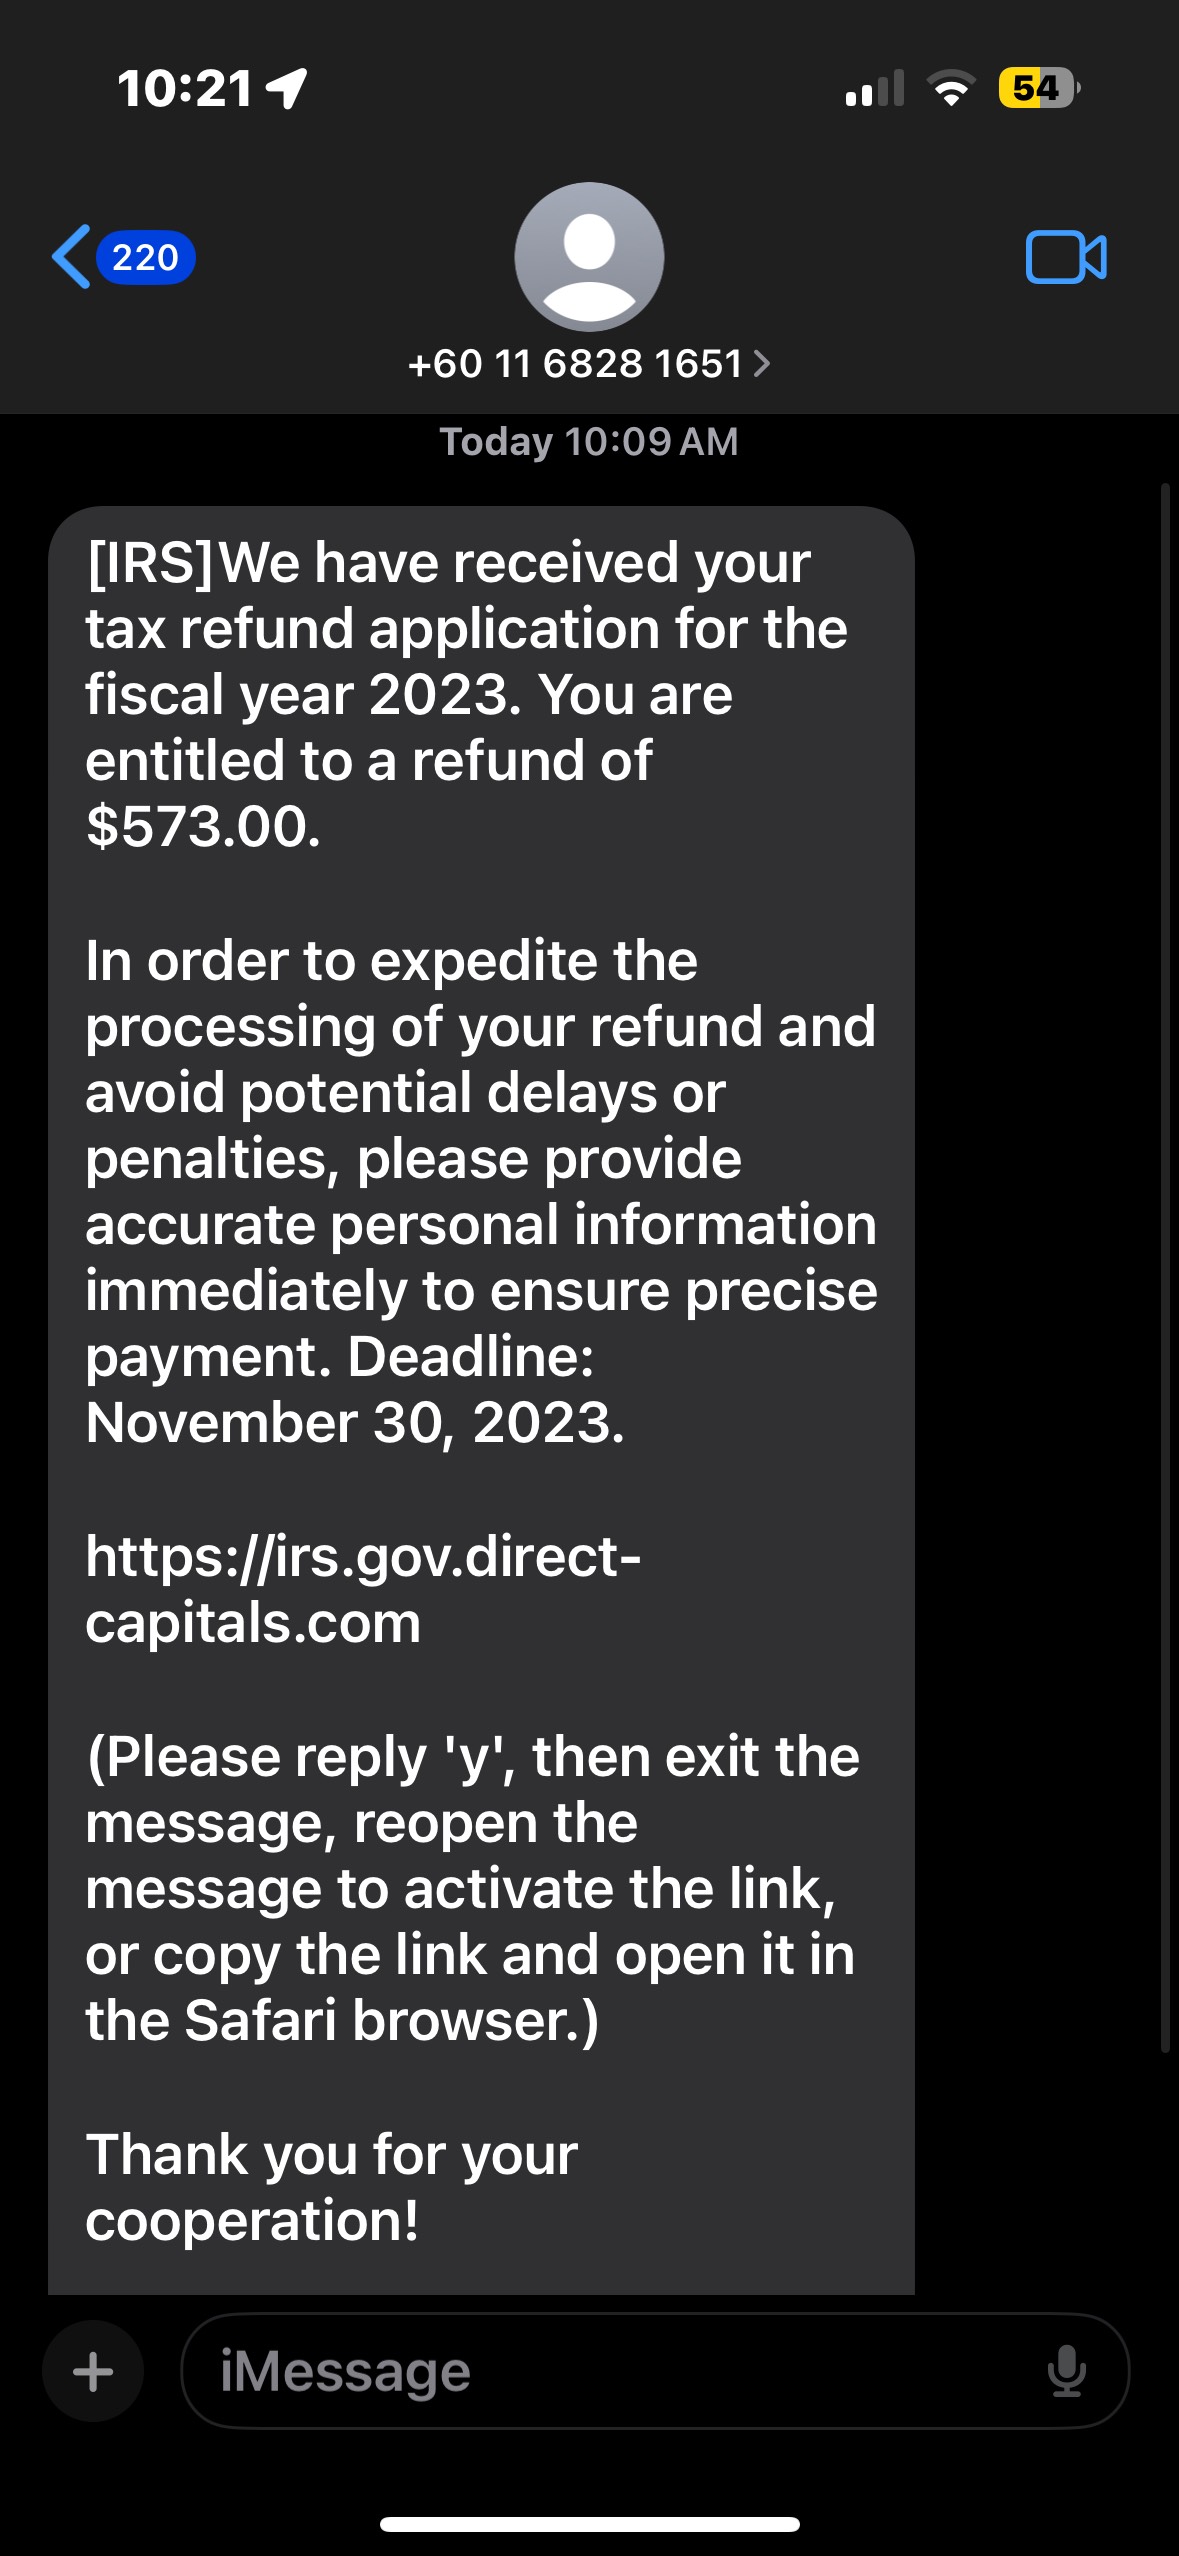 10:21
54
220
+60 11 6828 1651
Today 10:09 AM
[IRS]We have received your
tax refund application for the
fiscal year 2023. You are
entitled to a refund of
$573.00.
In order to expedite the
processing of your refund and
avoid potential delays or
penalties, please provide
accurate personal information
immediately to ensure precise
payment. Deadline:
November 30, 2023.
https://irs.gov.direct-
capitals.com
(Please reply 'y', then exit the
message, reopen the
message to activate the link,
or copy the link and open it in
the Safari browser.)
Thank you for your
cooperation!
iMessage